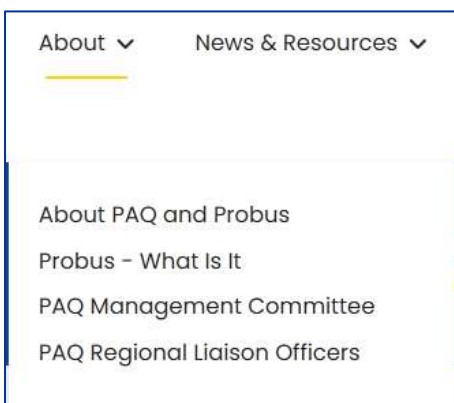 About News & Resources
About PAQ and Probus
Probus - What Is It
PAQ Management Committee
PAQ Regional Liaison Officers